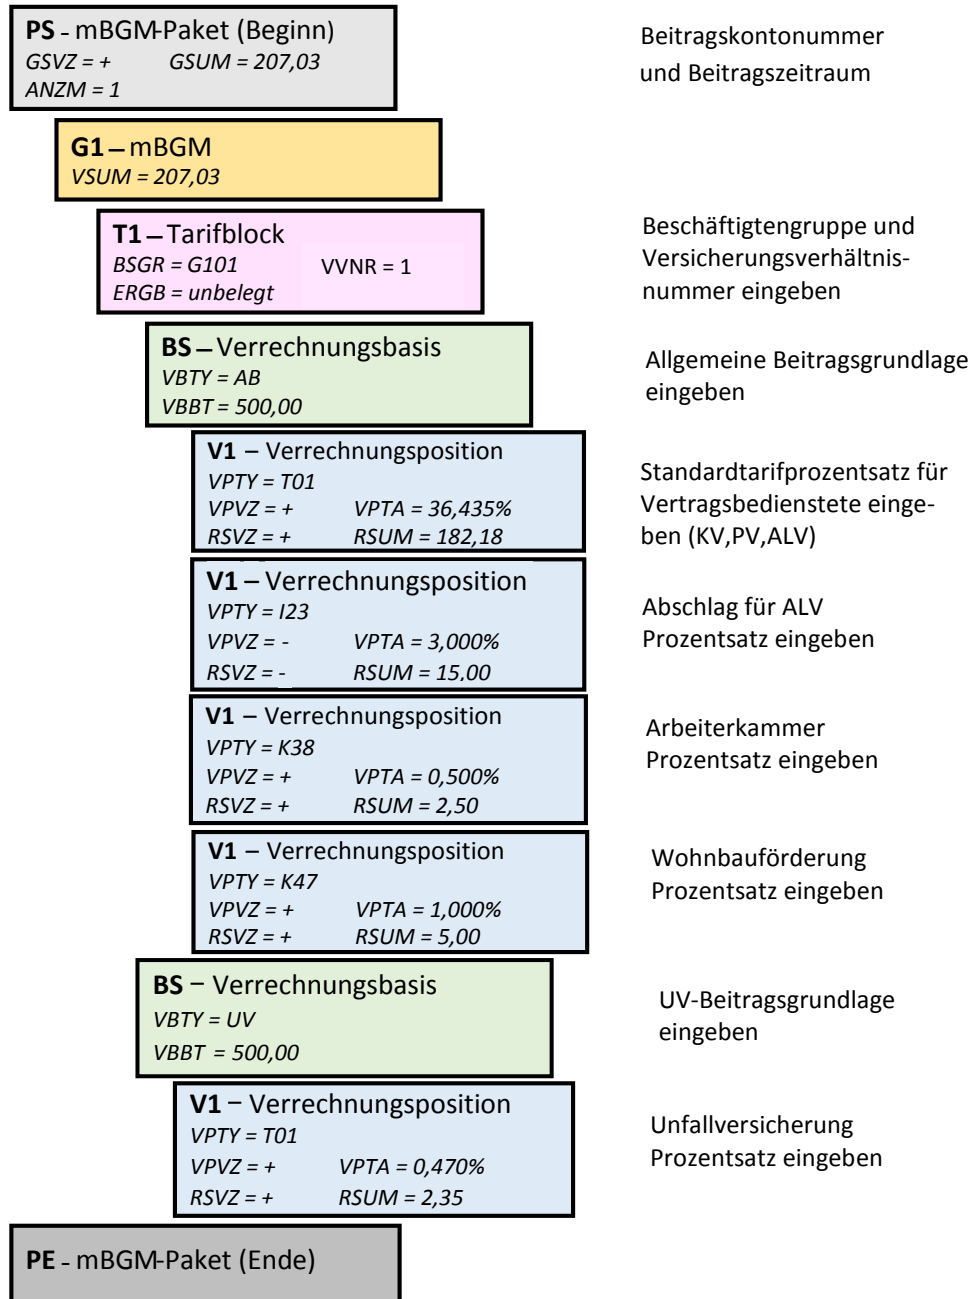 PS - mBGM-Paket (Beginn)
GSVZ = + GSUM = 207,03
ANZM = 1
Beitragskontonummer
und Beitragszeitraum
G1 – mBGM
VSUM = 207,03
T1 – Tarifblock
BSGR = G101 VVNR = 1
ERGB = unbelegt
Beschäftigtengruppe und
Versicherungsverhältnis-
nummer eingeben
BS – Verrechnungsbasis
VBTY = AB
VBBT = 500,00
Allgemeine Beitragsgrundlage
eingeben
V1 – Verrechnungsposition
VPTY = T01
VPVZ = + VPTA = 36,435%
RSVZ = + RSUM = 182,18
Standardtarifprozentsatz für
Vertragsbedienstete einge-
ben (KV,PV,ALV)
V1 – Verrechnungsposition
VPTY = I23
VPVZ = - VPTA = 3,000%
RSVZ = - RSUM = 15,00
Abschlag für ALV
Prozentsatz eingeben
V1 – Verrechnungsposition
VPTY = K38
VPVZ = + VPTA = 0,500%
RSVZ = + RSUM = 2,50
Arbeiterkammer
Prozentsatz eingeben
V1 – Verrechnungsposition
VPTY = K47
VPVZ = + VPTA = 1,000%
RSVZ = + RSUM = 5,00
Wohnbauförderung
Prozentsatz eingeben
BS – Verrechnungsbasis
VBTY = UV
VBBT = 500,00
UV-Beitragsgrundlage
eingeben
V1 – Verrechnungsposition
VPTY = T01
VPVZ = + VPTA = 0,470%
RSVZ = + RSUM = 2,35
Unfallversicherung
Prozentsatz eingeben
PE - mBGM-Paket (Ende)